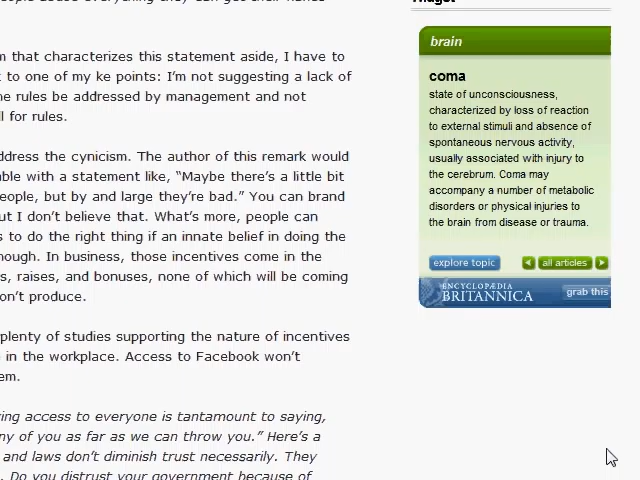 m that characterizes this statement aside, I have to
t to one of my ke points: I'm not suggesting a lack of
ne rules be addressed by management and not
ll for rules.
ddress the cynicism. The author of this remark would
able with a statement like, "Maybe there's a little bit
eople, but by and large they're bad." You can brand
ut I don't believe that. What's more, people can
s to do the right thing if an innate belief in doing the
nough. In business, those incentives come in the
s, raises, and bonuses, none of which will be coming
on't produce.
plenty of studies supporting the nature of incentives
e in the workplace. Access to Facebook won't
em.
ing access to everyone is tantamount to saying,
ny of you as far as we can throw you." Here's a
and laws don't diminish trust necessarily. They
. Do you distrust your government because of
brain
coma
state of unconsciousness,
characterized by loss of reaction
to external stimuli and absence of
spontaneous nervous activity,
usually associated with injury to
the cerebrum. Coma may
accompany a number of metabolic
disorders or physical injuries to
the brain from disease or trauma.
explore topic
all articles
ENCYCLOPÆDIA
BRITANNICA
grab this